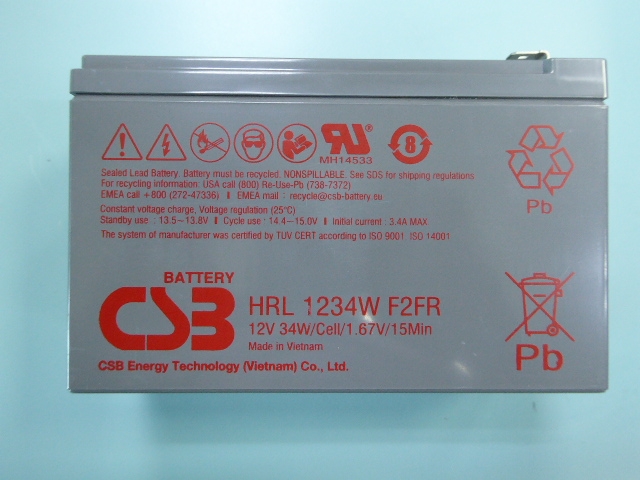 MH14533
8
Sealed Lead Battery. Battery must be recycled. NONSPILLABLE. See SDS for shipping regulations
For recycling information: USA call (800) Re-Use-Pb (738-7372)
EMEA call +800 (272-47336) ❙ EMEA mail : recycle@csb-battery.eu
Constant voltage charge, Voltage regulation (25°C)
Standby use : 13.5～13.8V ❙ Cycle use : 14.4～15.0V ❙ Initial current : 3.4A MAX.
The system of manufacturer was certified by TUV CERT according to ISO 9001 ISO 14001
Pb
BATTERY
CSB
HRL 1234W F2FR
12V 34W/Cell/1.67V/15Min
Made in Vietnam
CSB Energy Technology (Vietnam) Co., Ltd.
Pb